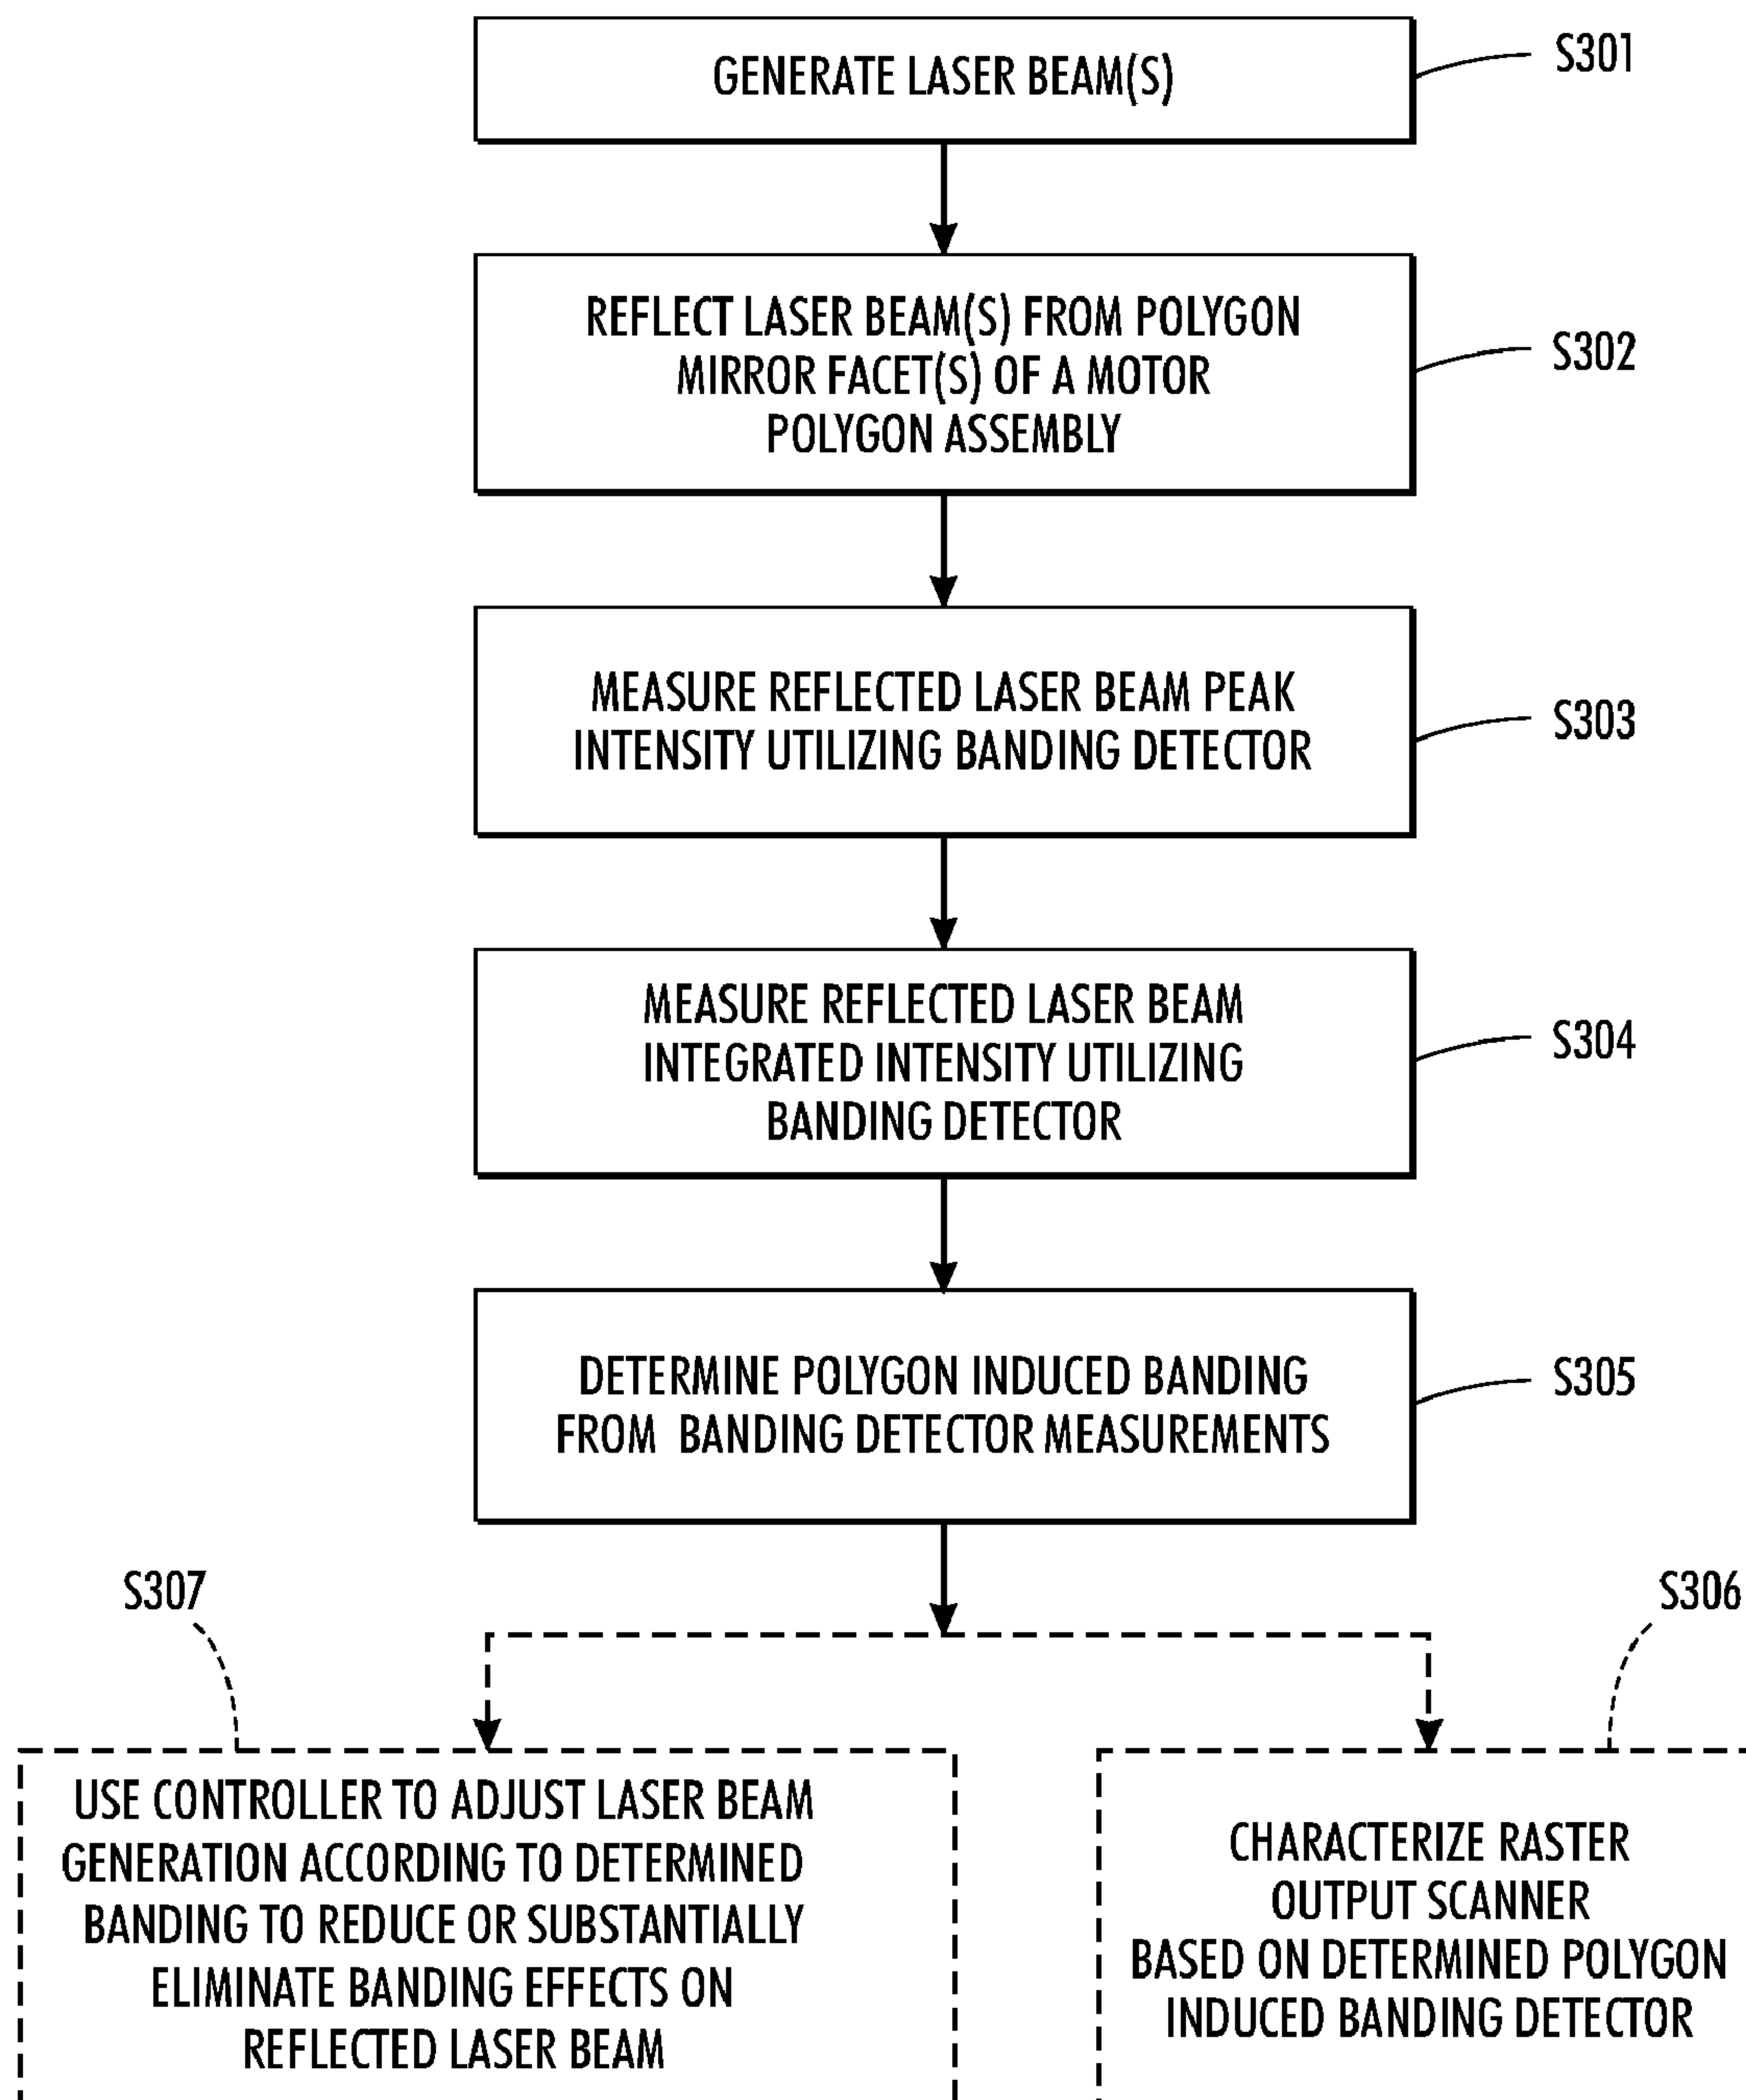 GENERATE LASER BEAM(S)
S301
REFLECT LASER BEAM(S) FROM POLYGON
MIRROR FACET(S) OF A MOTOR
POLYGON ASSEMBLY
S302
MEASURE REFLECTED LASER BEAM PEAK
INTENSITY UTILIZING BANDING DETECTOR
S303
MEASURE REFLECTED LASER BEAM
INTEGRATED INTENSITY UTILIZING
BANDING DETECTOR
S304
DETERMINE POLYGON INDUCED BANDING
FROM BANDING DETECTOR MEASUREMENTS
S305
S307
USE CONTROLLER TO ADJUST LASER BEAM
GENERATION ACCORDING TO DETERMINED
BANDING TO REDUCE OR SUBSTANTIALLY
ELIMINATE BANDING EFFECTS ON
REFLECTED LASER BEAM
S306
CHARACTERIZE RASTER
OUTPUT SCANNER
BASED ON DETERMINED POLYGON
INDUCED BANDING DETECTOR